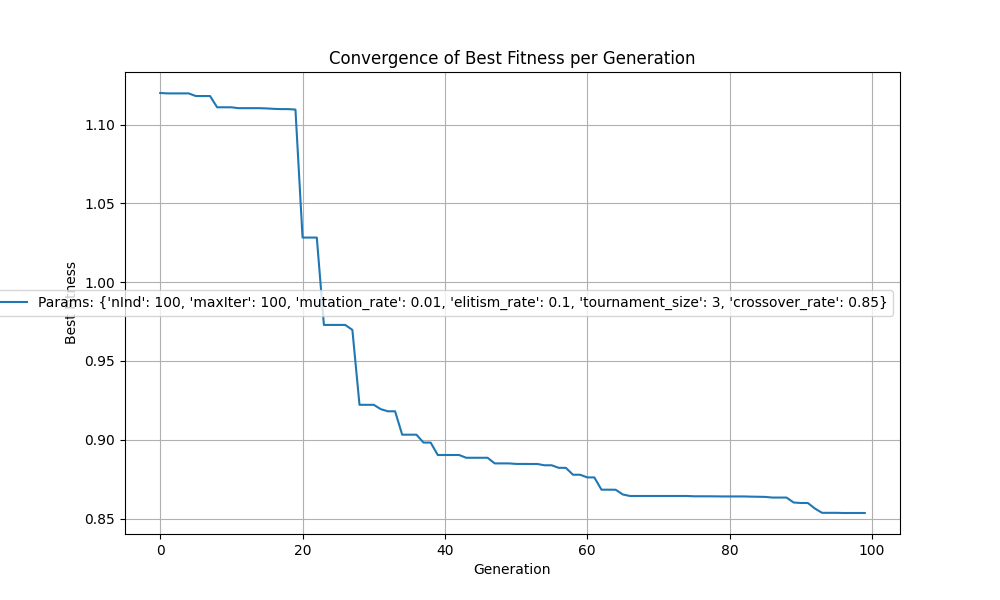 Convergence of Best Fitness per Generation
1.10
1.05
1.00
0.95
0.90
0.85
Best
Params: {'nInd': 100, 'maxIter': 100, 'mutation_rate': 0.01, 'elitism_rate': 0.1, 'tournament_size': 3, 'crossover_rate': 0.85}
0 20 40 60 80 100
Generation